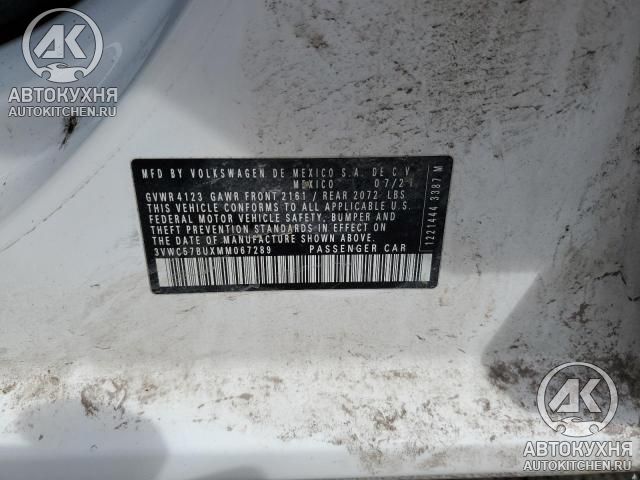 АК
АВТОКУХНЯ
AUTOKITCHEN.RU
MFD BY VOLKSWAGEN DE MEXICO S.A. DE C.V
MEXICO 07/21
GVWR 4123 GAWR FRONT 2161 / REAR 2072 LBS
THIS VEHICLE CONFORMS TO ALL APPLICABLE U.S.
FEDERAL MOTOR VEHICLE SAFETY, BUMPER AND
THEFT PREVENTION STANDARDS IN EFFECT ON
THE DATE OF MANUFACTURE SHOWN ABOVE.
3VWC57BUXMM067289 PASSENGER CAR
1221444 3387 M
АК
АВТОКУХНЯ
AUTOKITCHEN.RU